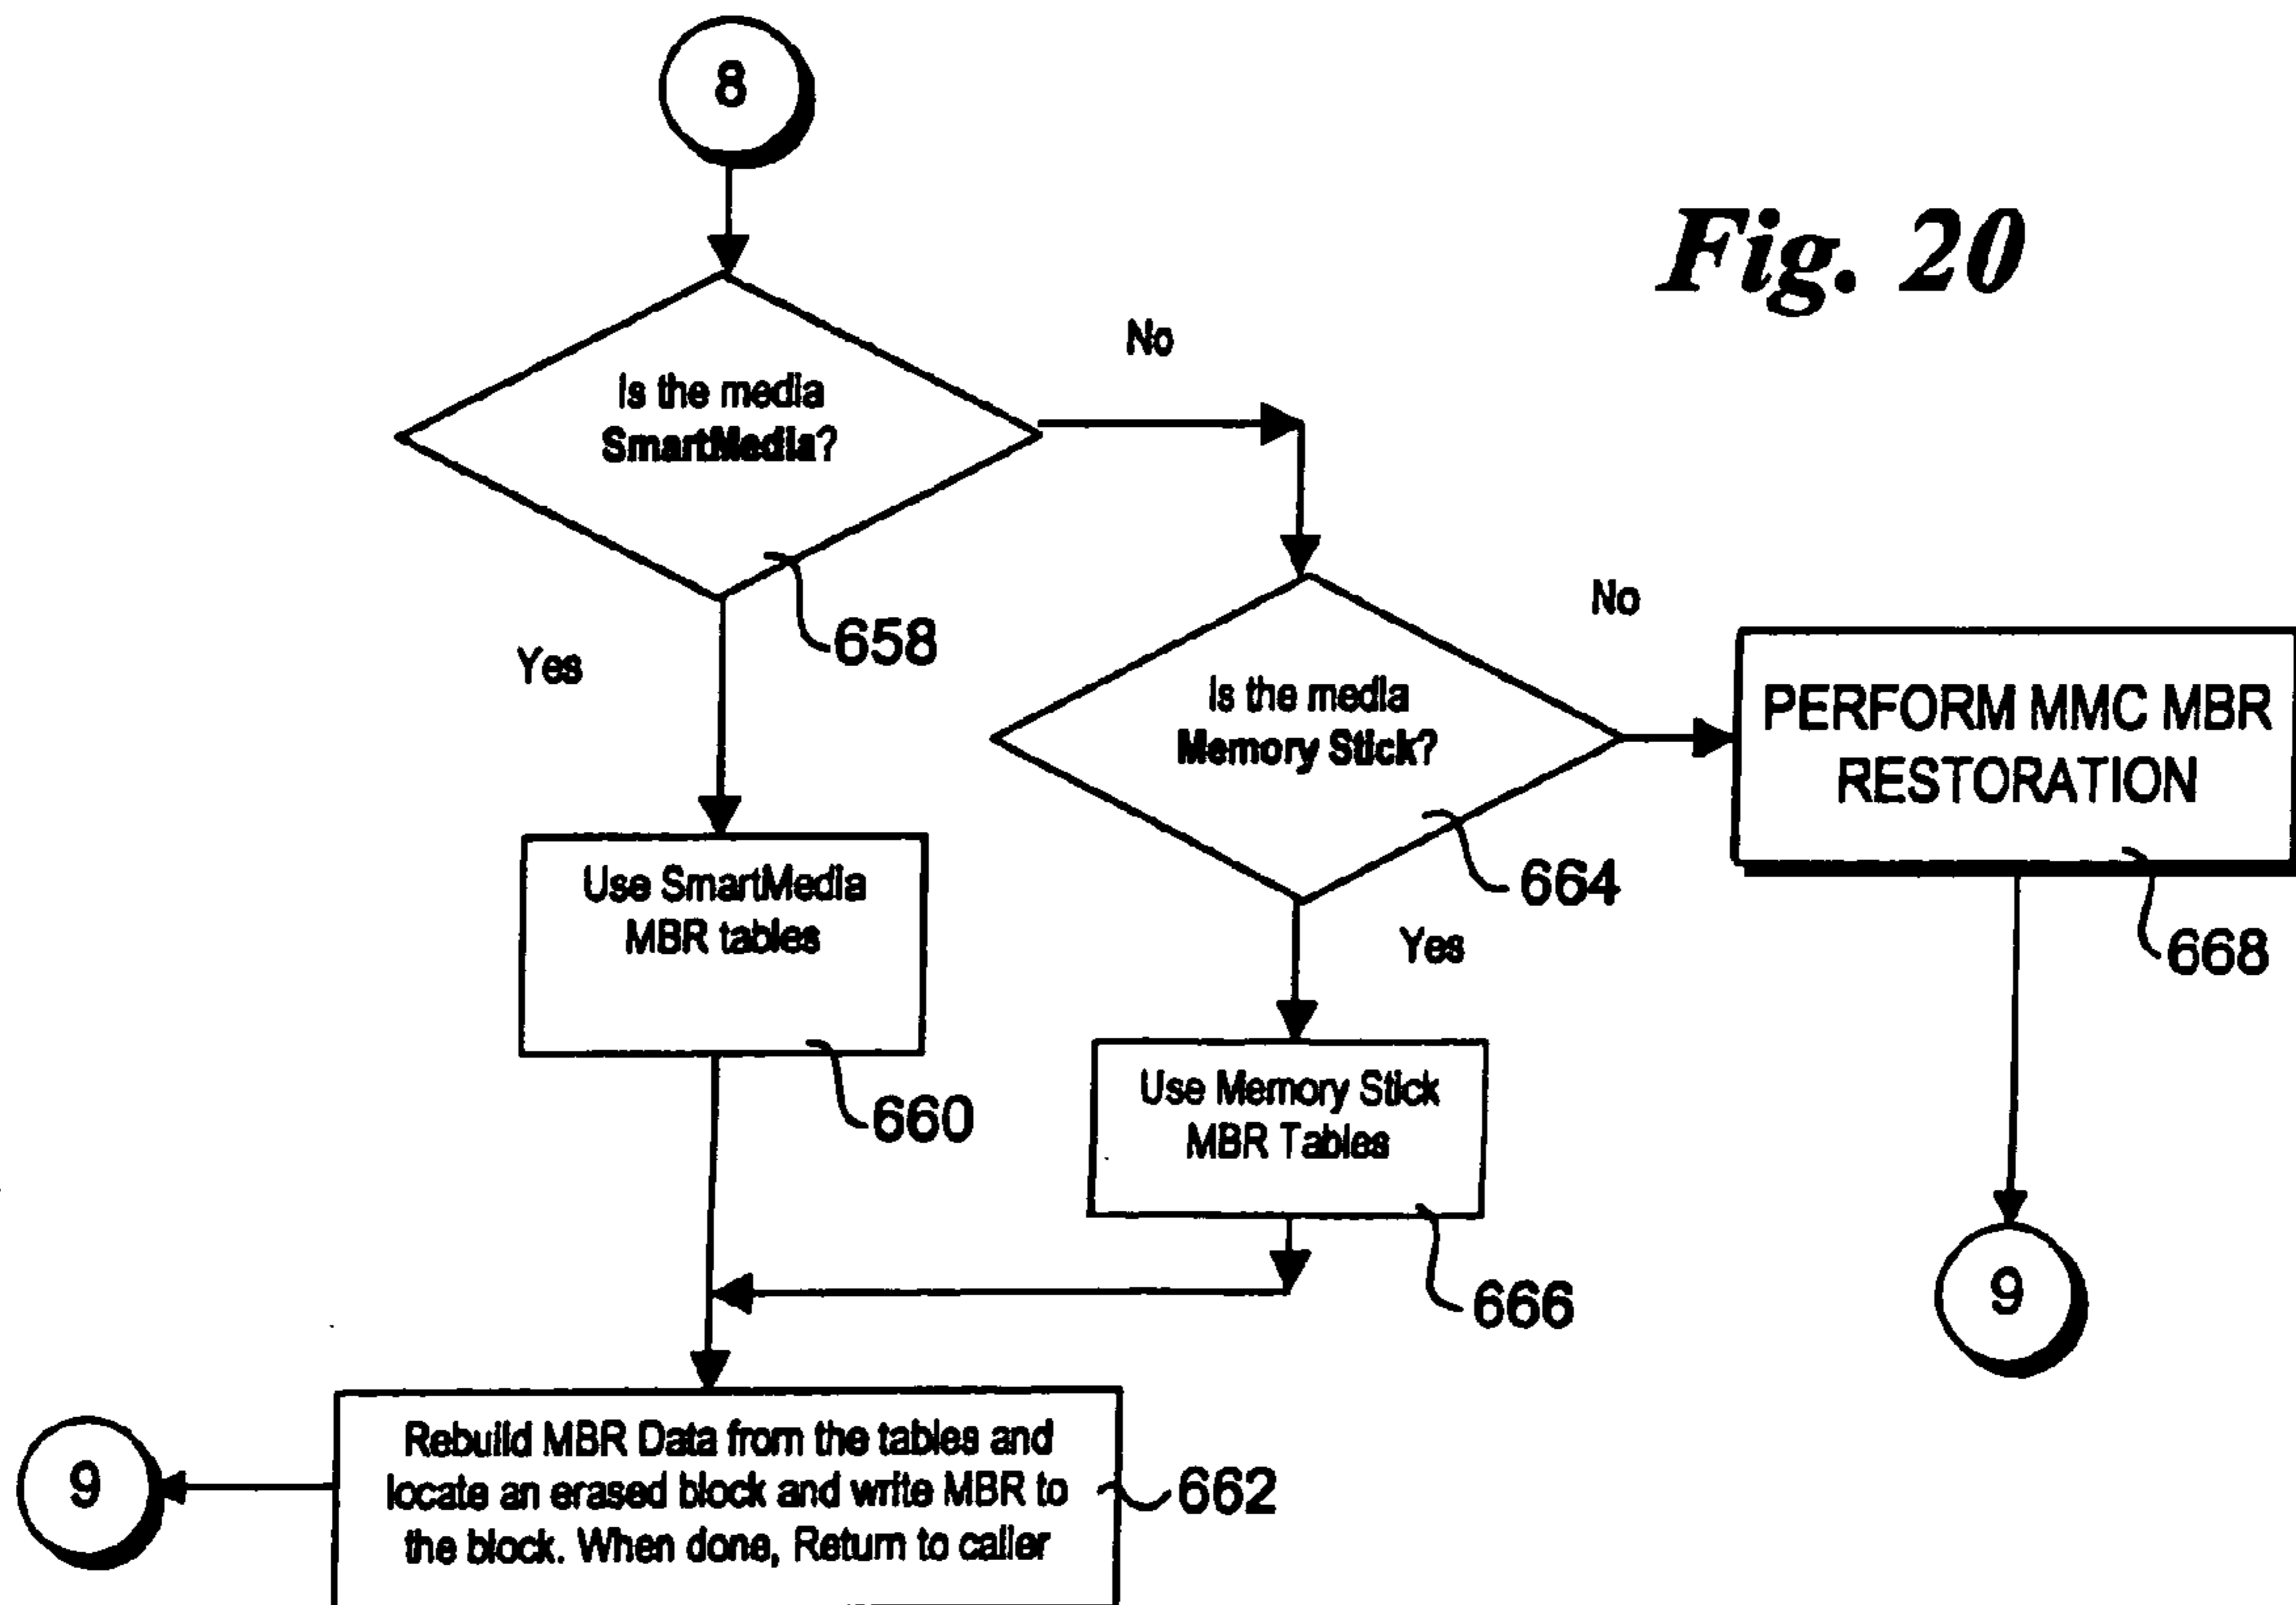 8
Fig. 20
No
Is the media
SmartMedia?
658
Yes
No
Is the media
Memory Stick?
664
PERFORM MMC MBR
RESTORATION
668
Use SmartMedia
MBR tables
660
Yes
Use Memory Stick
MBR Tables
666
9
Rebuild MBR Data from the tables and
locate an erased block and write MBR to
the block. When done, Return to caller
662
9